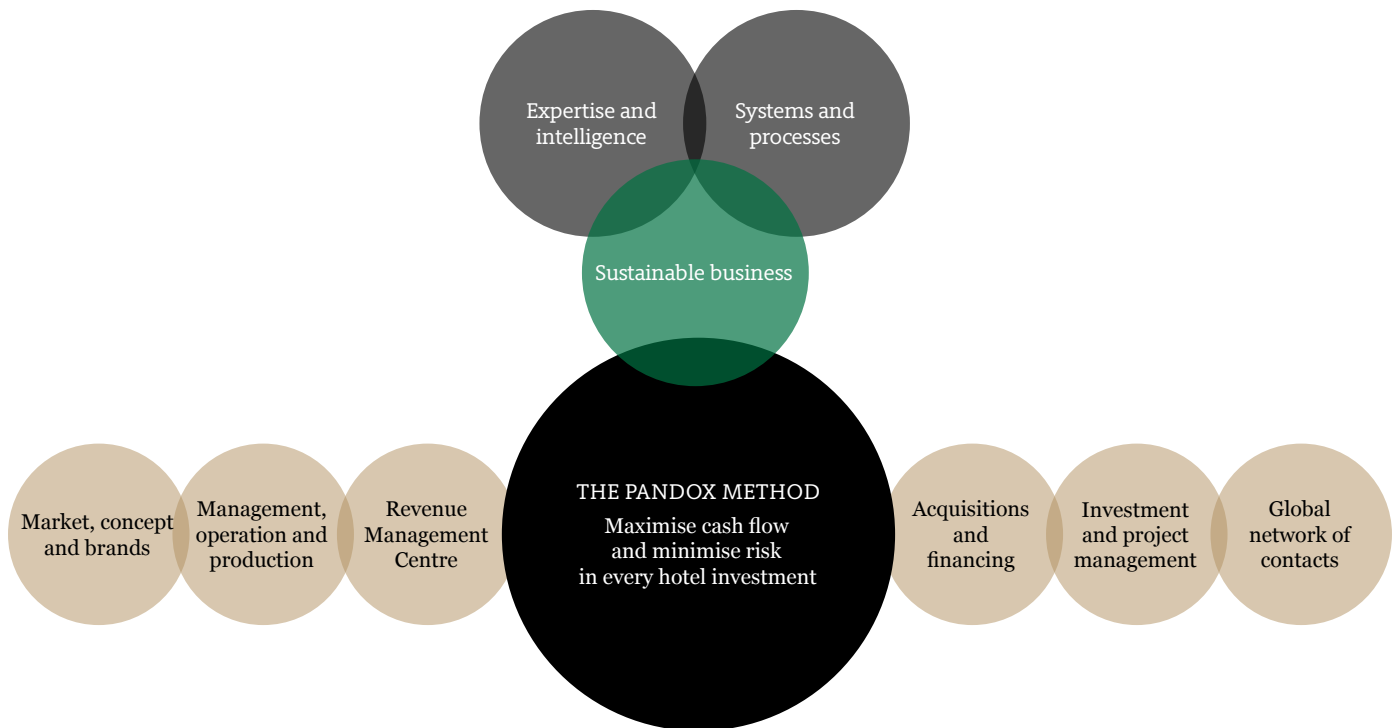 Expertise and
intelligence
Systems and
processes
Sustainable business
THE PANDOX METHOD
Maximise cash flow
and minimise risk
in every hotel investment
Market, concept
and brands
Management,
operation and
production
Revenue
Management
Centre
Acquisitions
and
financing
Investment
and project
management
Global
network of
contacts